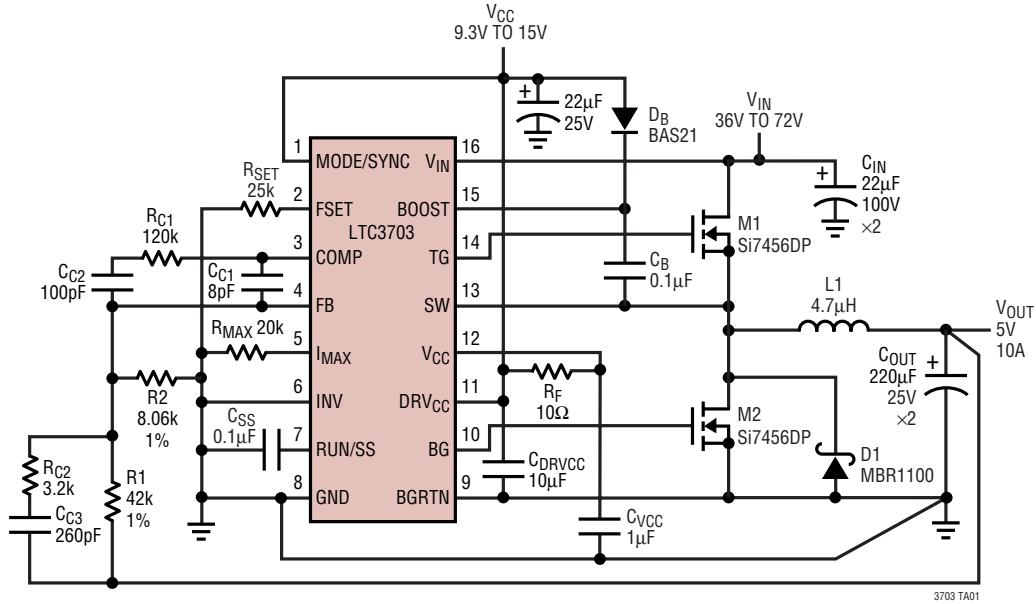 VCC
9.3V TO 15V
+
22μF
25V
DB
BAS21
VIN
36V TO 72V
+
CIN
22μF
100V
×2
1
MODE/SYNC
VIN
16
RSET
25k
2
FSET
BOOST
15
LTC3703
RC1
120k
3
COMP
TG
14
M1
Si7456DP
CC2
100pF
CC1
8pF
4
FB
SW
13
CB
0.1μF
L1
4.7μH
VOUT
5V
10A
RMAX 20k
5
IMAX
VCC
12
RF
10Ω
COUT
220μF
25V
×2
+
R2
8.06k
1%
6
INV
DRVCC
11
CSS
0.1μF
7
RUN/SS
BG
10
M2
Si7456DP
D1
MBR1100
RC2
3.2k
R1
42k
1%
8
GND
BGRTN
9
CDRVCC
10μF
CC3
260pF
CVCC
1μF
3703 TA01